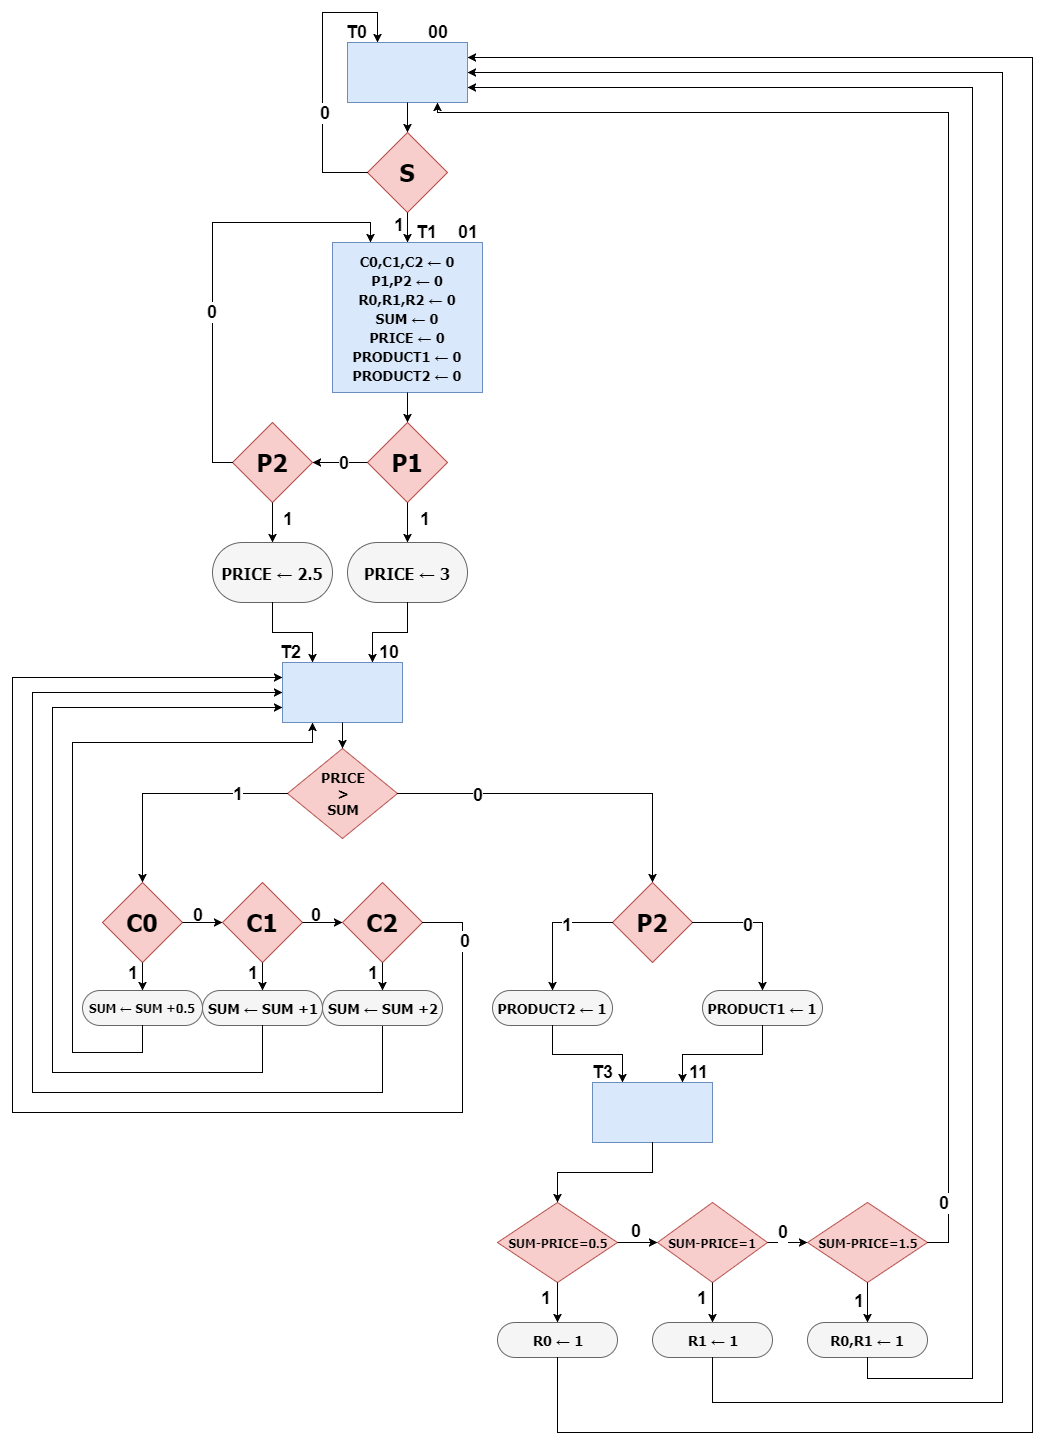 T0 00
0
S
1 T1 01
C0,C1,C2 ← 0
P1,P2 ← 0
R0,R1,R2 ← 0
SUM ← 0
PRICE ← 0
PRODUCT1 ← 0
PRODUCT2 ← 0
0
P2 0 P1
1 1
PRICE ← 2.5 PRICE ← 3
T2 10
PRICE
>
SUM
1 0
C0 0 C1 0 C2 0
1 P2 0
1 1 1
SUM ← SUM +0.5 SUM ← SUM +1 SUM ← SUM +2
PRODUCT2 ← 1 PRODUCT1 ← 1
T3 11
0
SUM-PRICE=0.5 0 SUM-PRICE=1 0 SUM-PRICE=1.5
1 1 1
R0 ← 1 R1 ← 1 R0,R1 ← 1